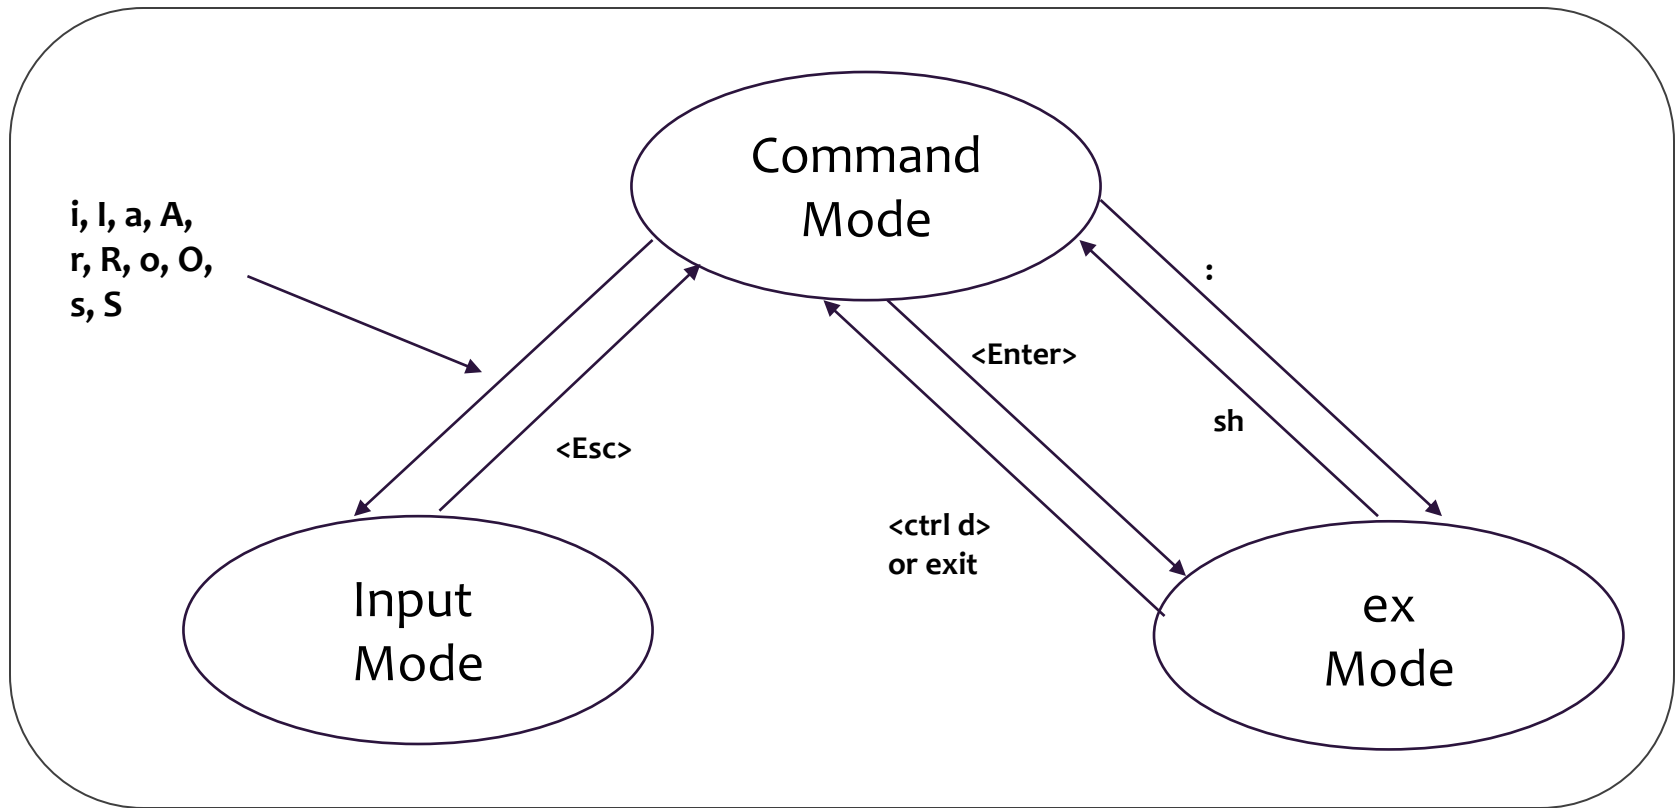 Command
Mode
i, I, a, A,
r, R, o, O,
s, S
:
<Enter>
sh
<Esc>
<ctrl d>
or exit
Input
Mode
ex
Mode